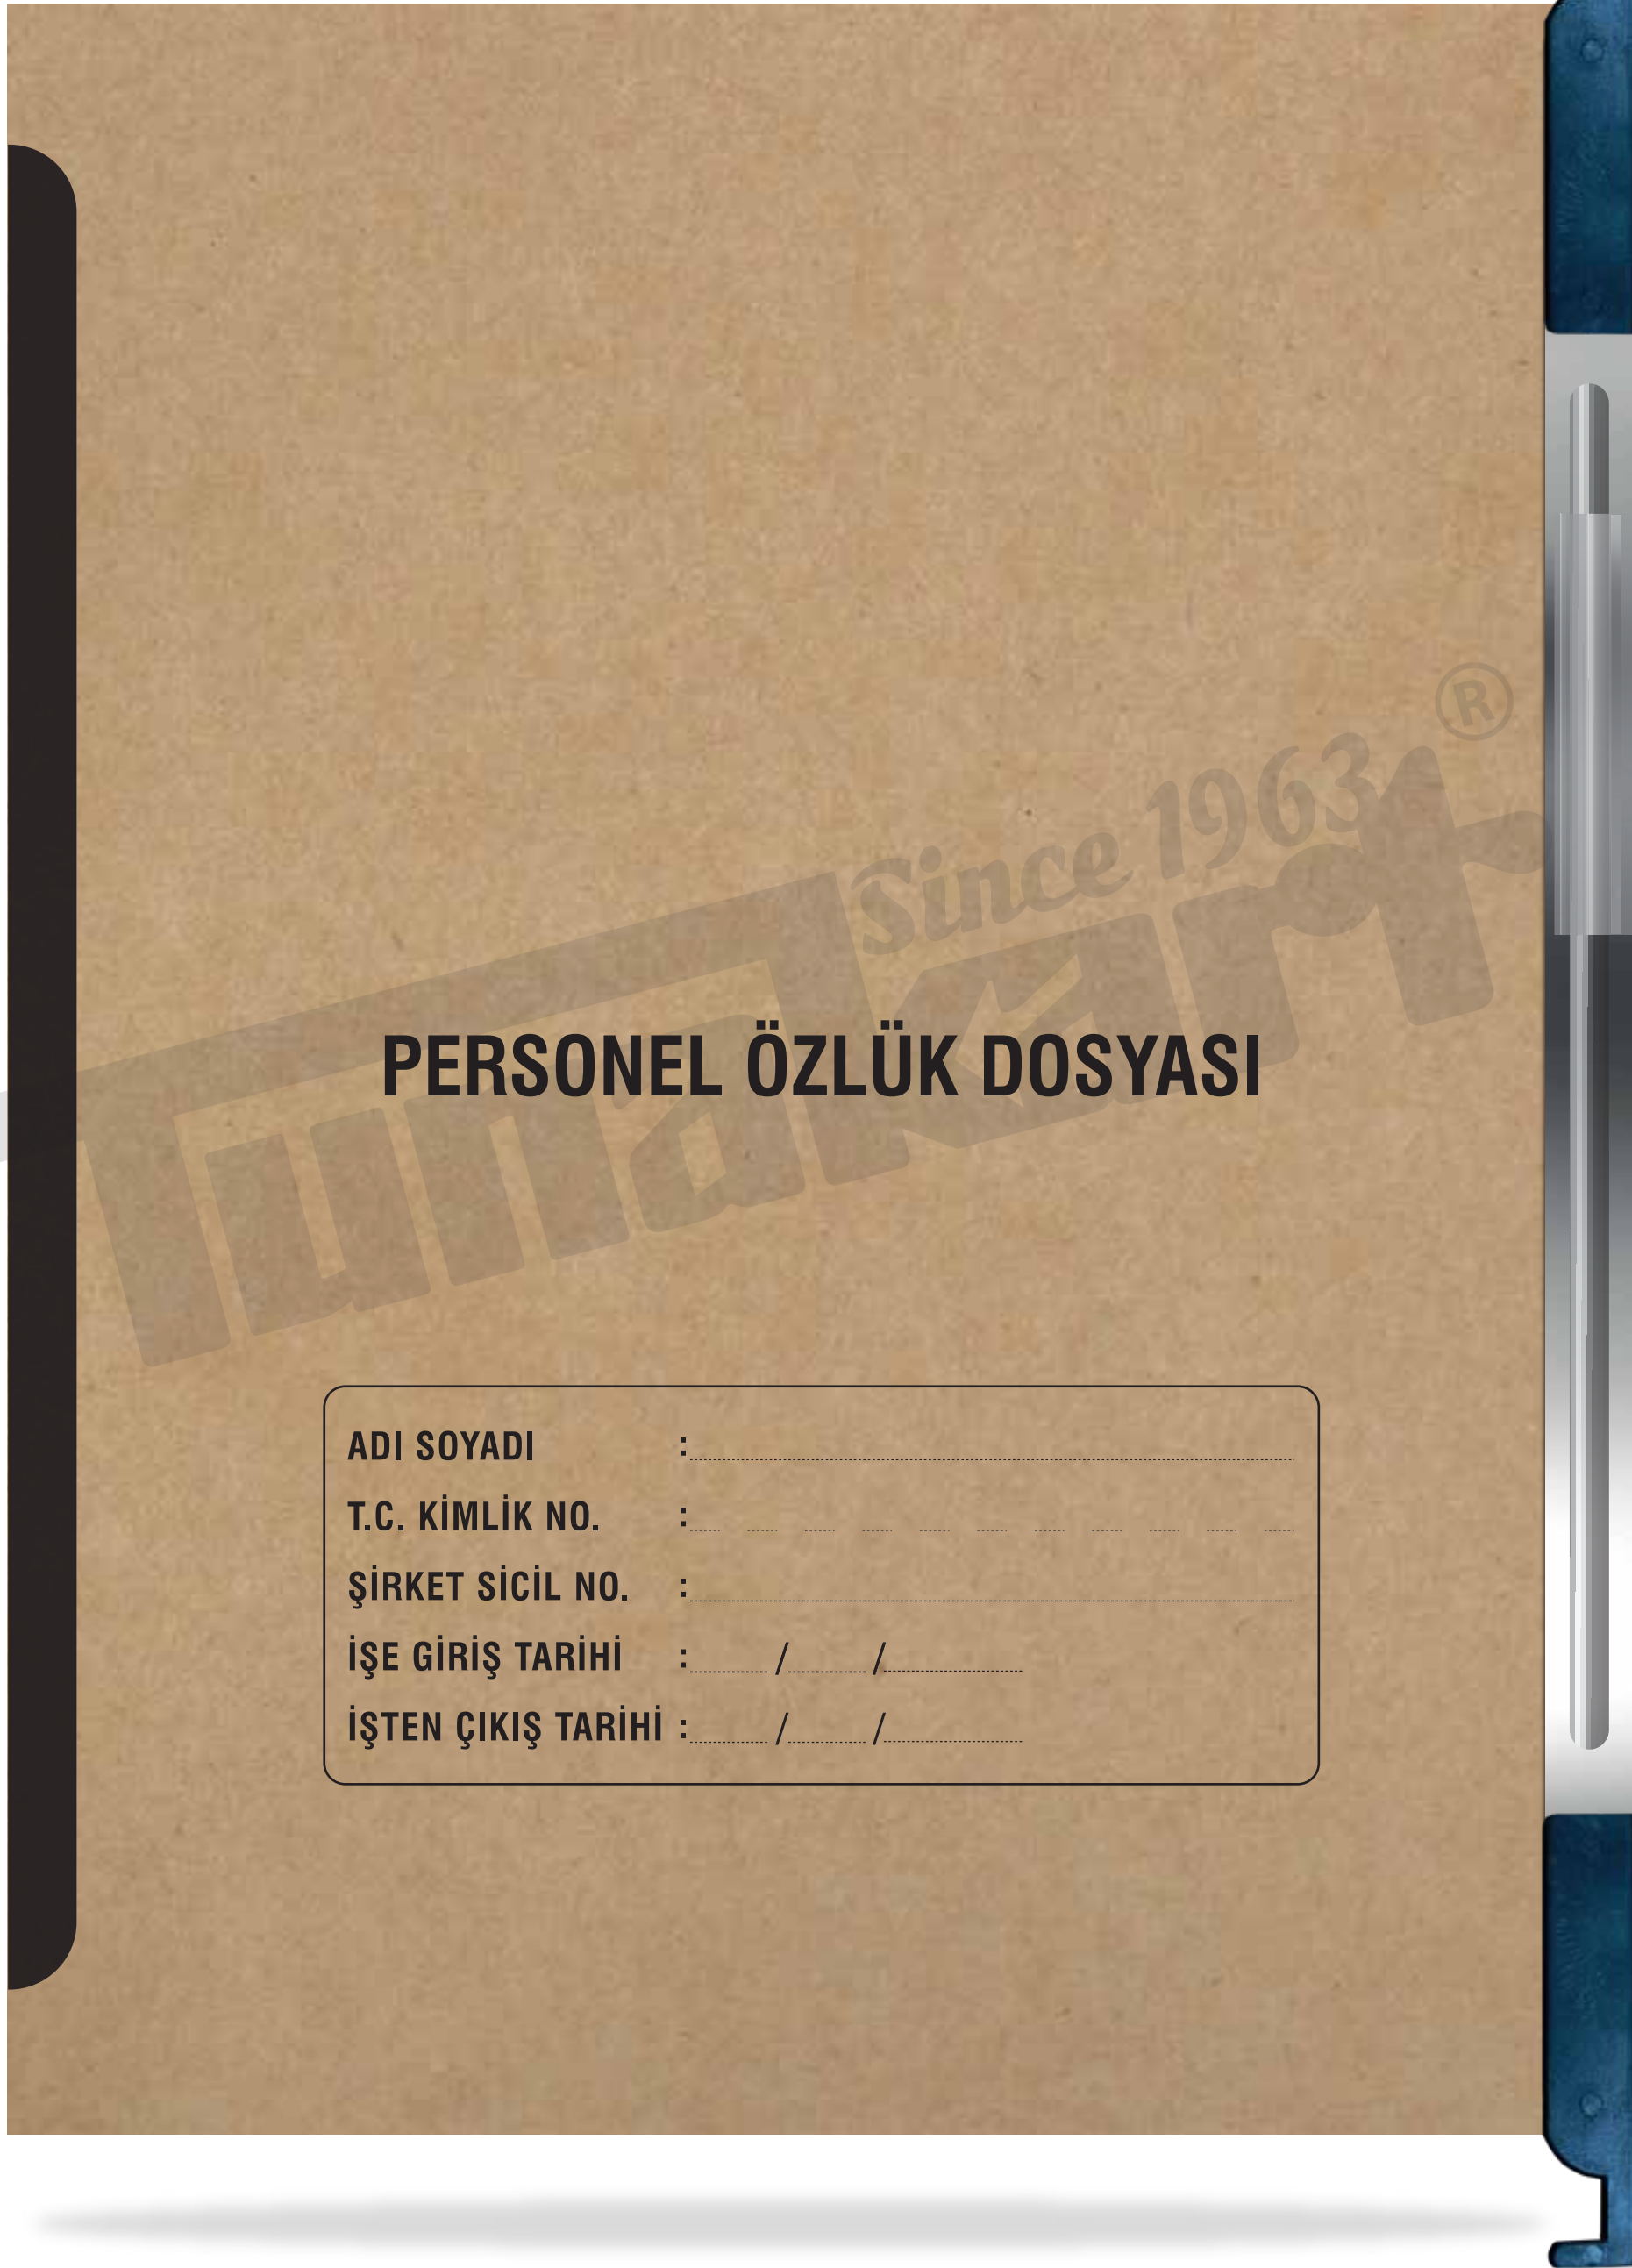 Since 1963 ®
Tunakart
PERSONEL ÖZLÜK DOSYASI
ADI SOYADI :
T.C. KİMLİK NO. :
ŞİRKET SİCİL NO. :
İŞE GİRİŞ TARİHİ : / /
İŞTEN ÇIKIŞ TARİHİ : / /